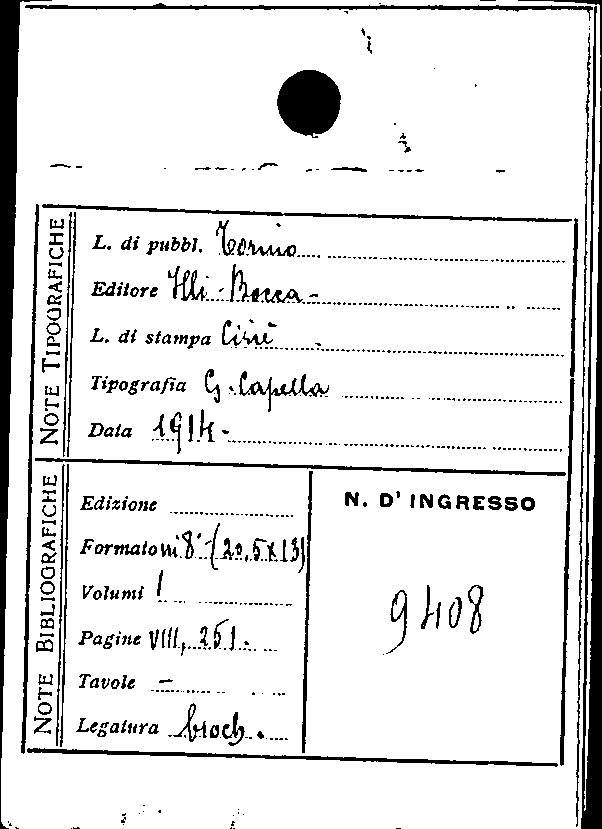 NOTE TIPOGRAFICHE
L. di pubbl. Torino
Editore F.lli Bocca -
L. di stampa Ciriè
Tipografia G. Capella
Data 1914 -
NOTE BIBLIOGRAFICHE
Edizione
Formato in 8° - (20,5 x 13)
Volumi 1
Pagine VIII, 251.
Tavole -
Legatura broch.
N. D' INGRESSO
9408